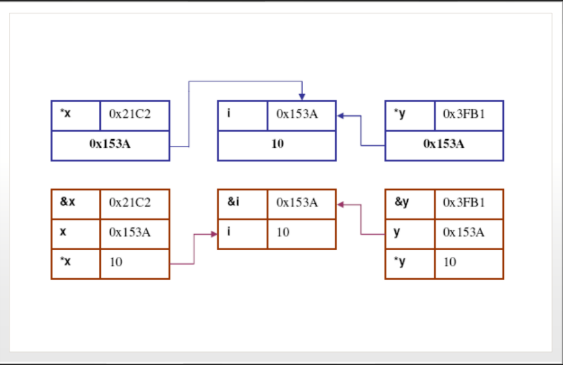 *x 0x21C2
0x153A
i 0x153A
10
*y 0x3FB1
0x153A
&x 0x21C2
x 0x153A
*x 10
&i 0x153A
i 10
&y 0x3FB1
y 0x153A
*y 10